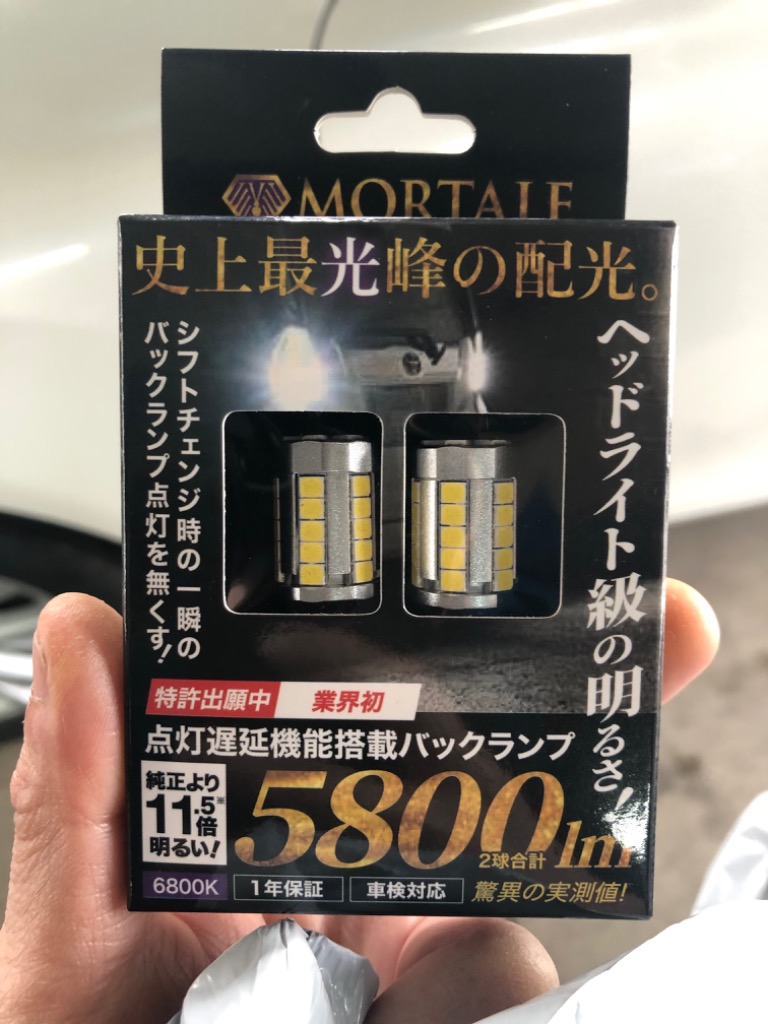 MORTALE
史上最光峰の配光。
ヘッドライト級の明るさ!
シフトチェンジ時の一瞬の
バックランプ点灯を無くす!
特許出願中 業界初
点灯遅延機能搭載バックランプ
純正より
11.5倍※
明るい!
5800lm
2球合計
6800K 1年保証 車検対応 驚異の実測値!